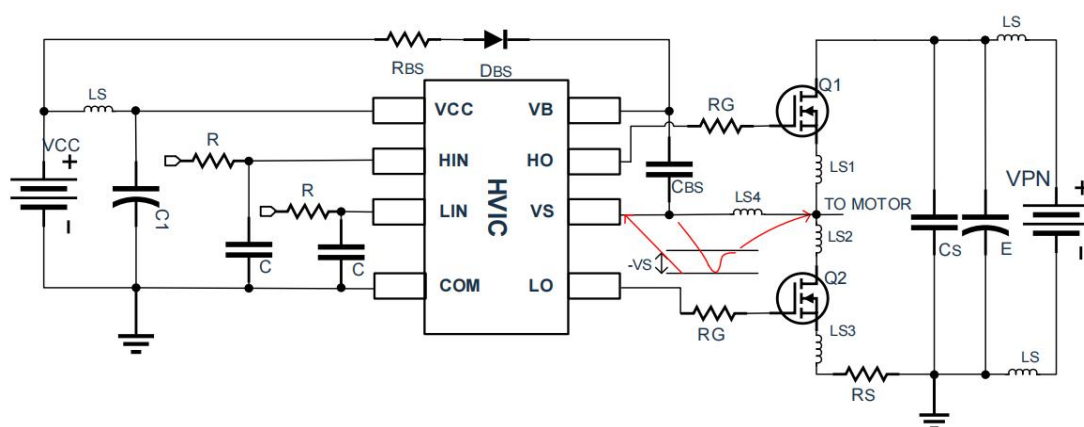 LS
RBS
DBS
Q1
LS
VCC
+
-
C1
R
R
C
C
VCC
HIN
LIN
COM
HVIC
VB
HO
VS
LO
RG
CBS
LS4
LS1
TO MOTOR
LS2
-VS
Q2
RG
LS3
RS
CS
E
VPN
+
-
LS